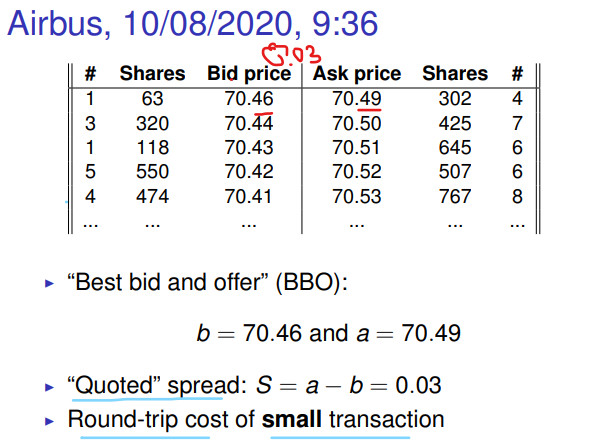 Airbus, 10/08/2020, 9:36
0.03
# Shares Bid price Ask price Shares #
1 63 70.46 70.49 302 4
3 320 70.44 70.50 425 7
1 118 70.43 70.51 645 6
5 550 70.42 70.52 507 6
4 474 70.41 70.53 767 8
... ... ... ... ... ...
► “Best bid and offer” (BBO):
b = 70.46 and a = 70.49
► “Quoted” spread: S = a − b = 0.03
► Round-trip cost of small transaction